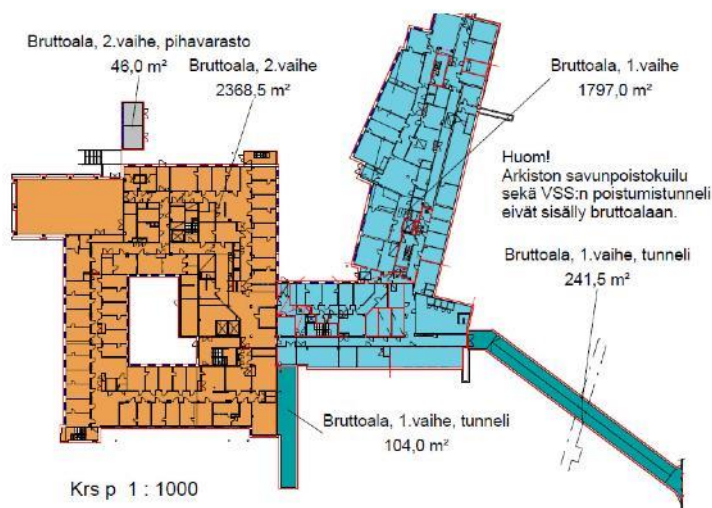 Bruttoala, 2.vaihe, pihavarasto
46,0 m²
Bruttoala, 2.vaihe
2368,5 m²
Bruttoala, 1.vaihe
1797,0 m²
Huom!
Arkiston savunpoistokuilu
sekä VSS:n poistumistunneli
eivät sisälly bruttoalaan.
Bruttoala, 1.vaihe, tunneli
241,5 m²
Bruttoala, 1.vaihe, tunneli
104,0 m²
Krs p 1 : 1000